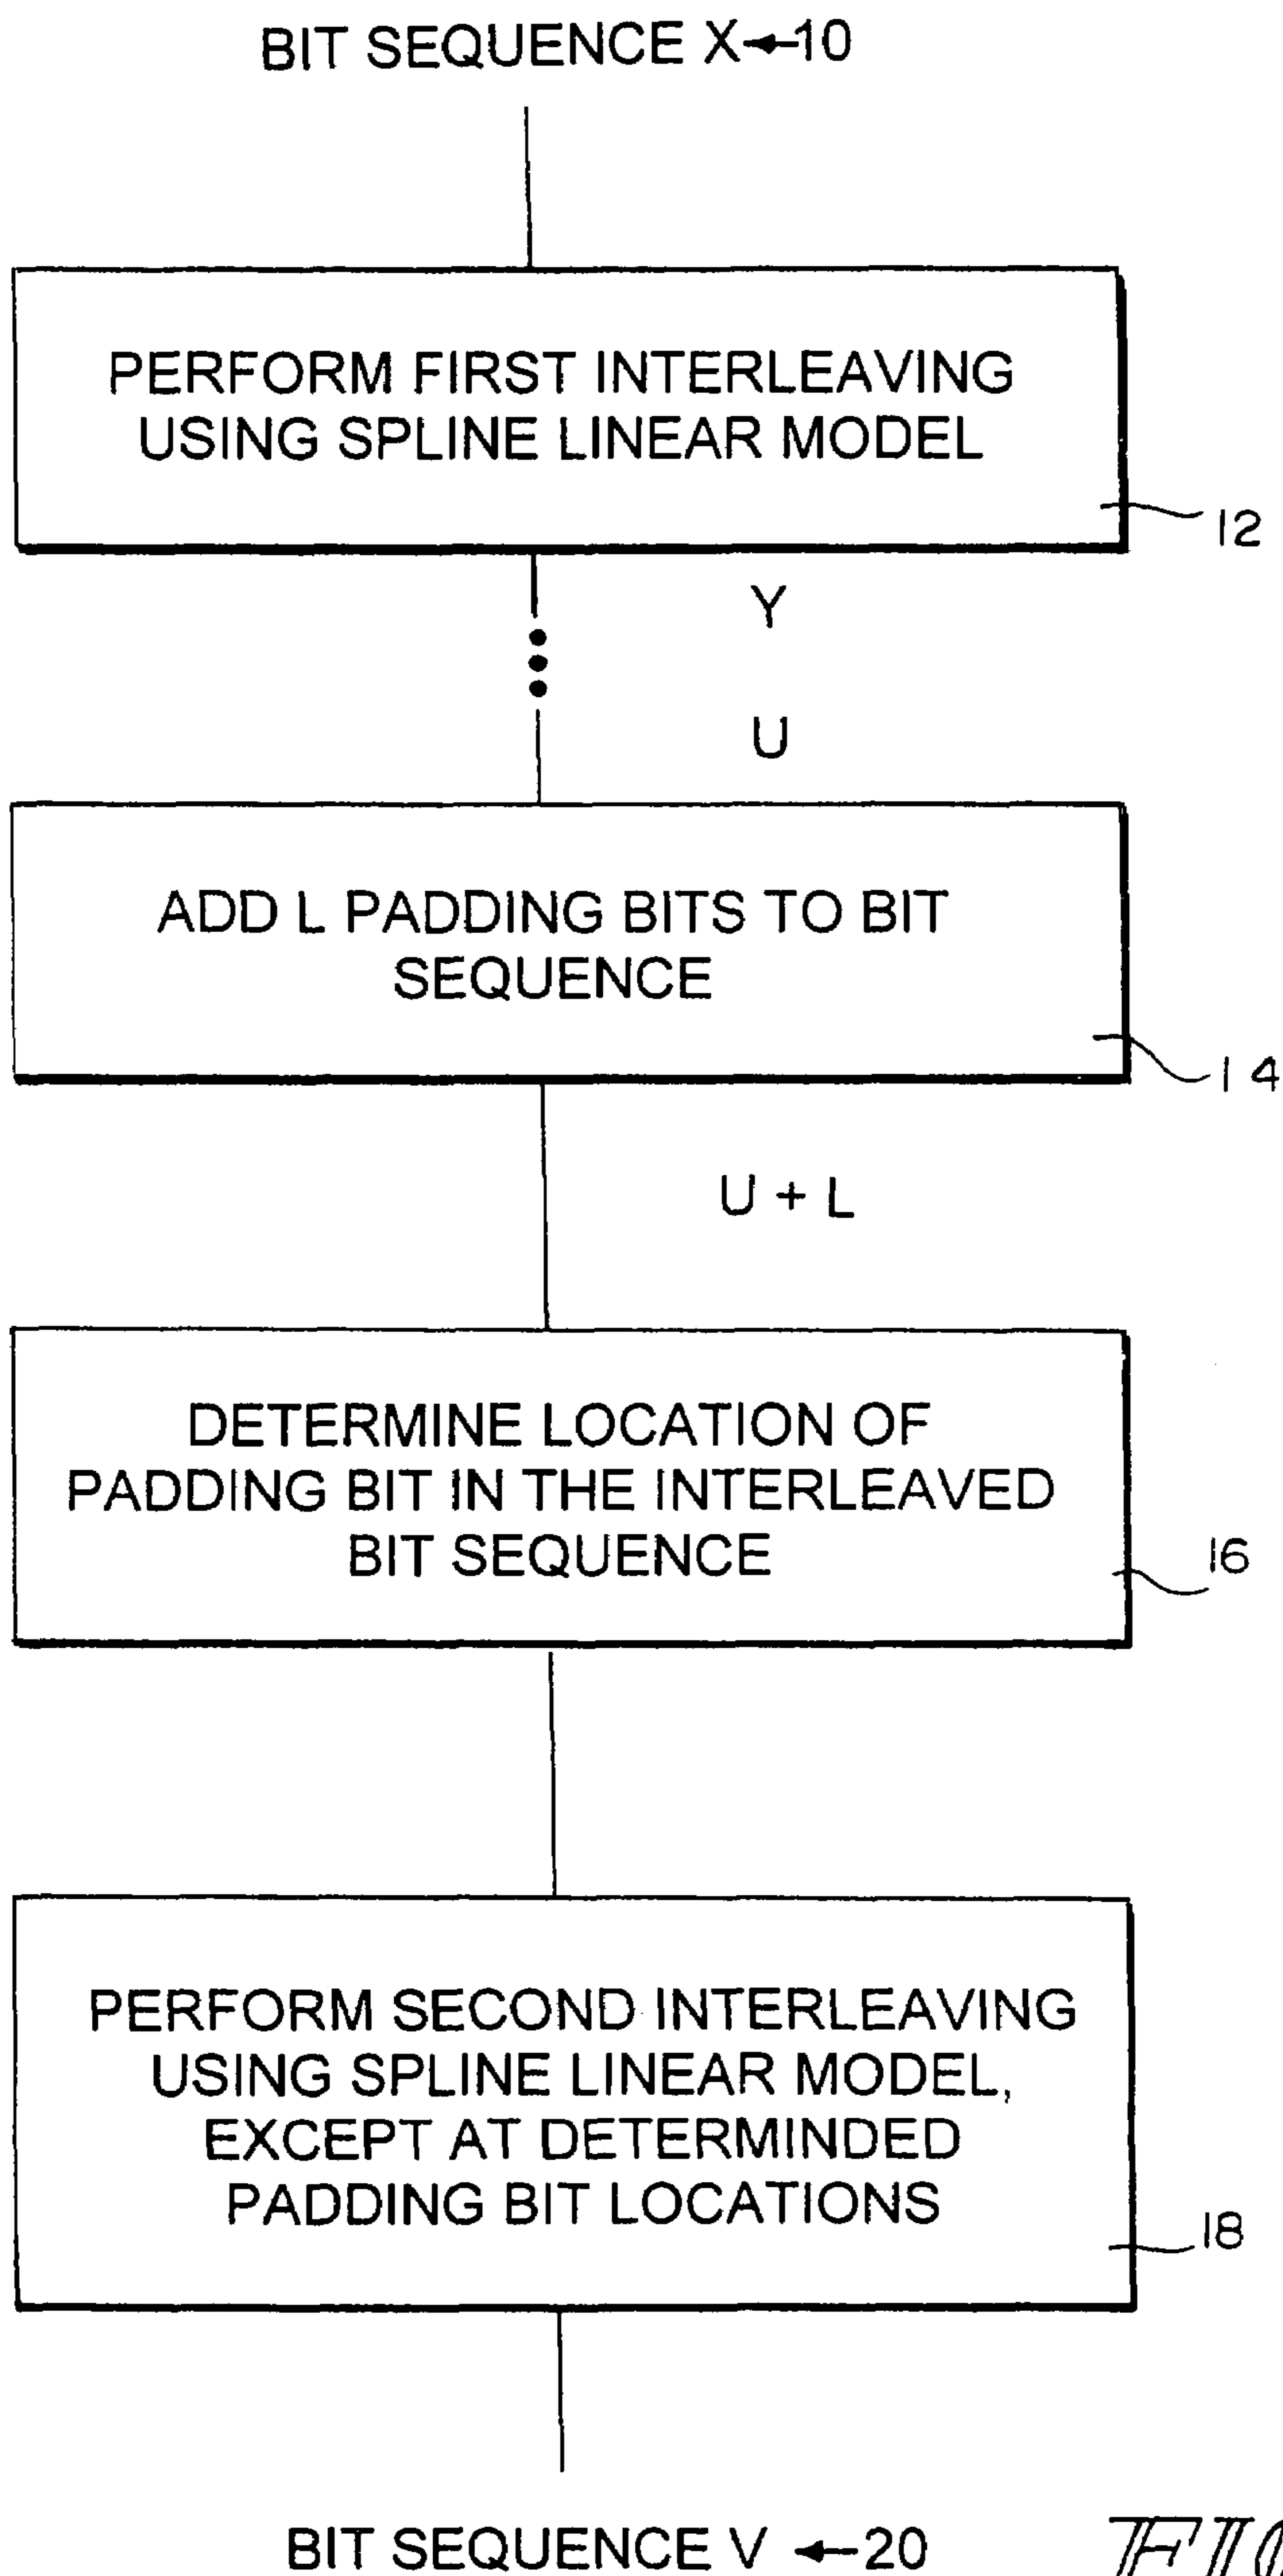 BIT SEQUENCE X←10
PERFORM FIRST INTERLEAVING
USING SPLINE LINEAR MODEL
12
Y
U
ADD L PADDING BITS TO BIT
SEQUENCE
14
U + L
DETERMINE LOCATION OF
PADDING BIT IN THE INTERLEAVED
BIT SEQUENCE
16
PERFORM SECOND INTERLEAVING
USING SPLINE LINEAR MODEL,
EXCEPT AT DETERMINDED
PADDING BIT LOCATIONS
18
BIT SEQUENCE V ←20